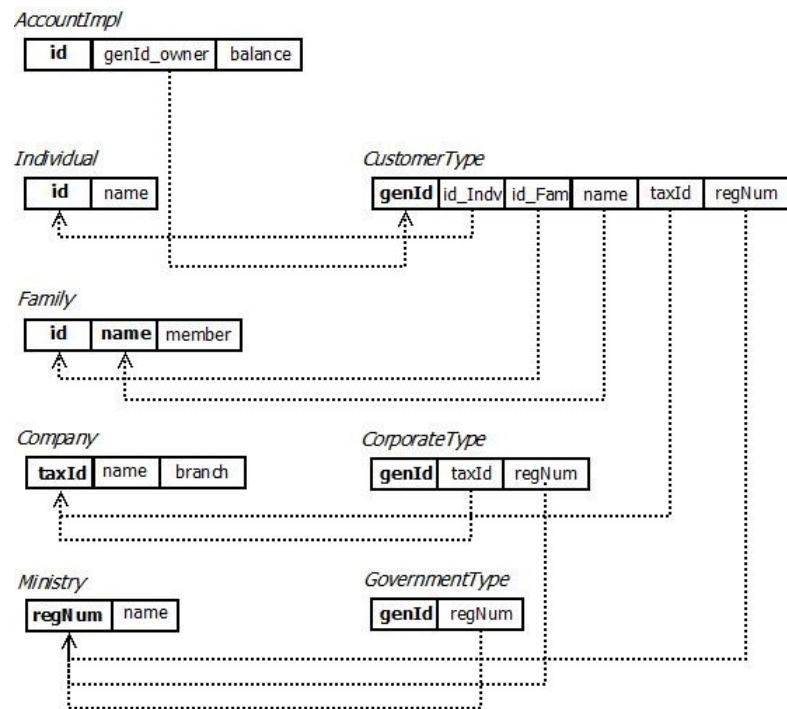 AccountImpl
id genId_owner balance
Individual
id name
CustomerType
genId id_Indv id_Fam name taxId regNum
Family
id name member
Company
taxId name branch
CorporateType
genId taxId regNum
Ministry
regNum name
GovernmentType
genId regNum